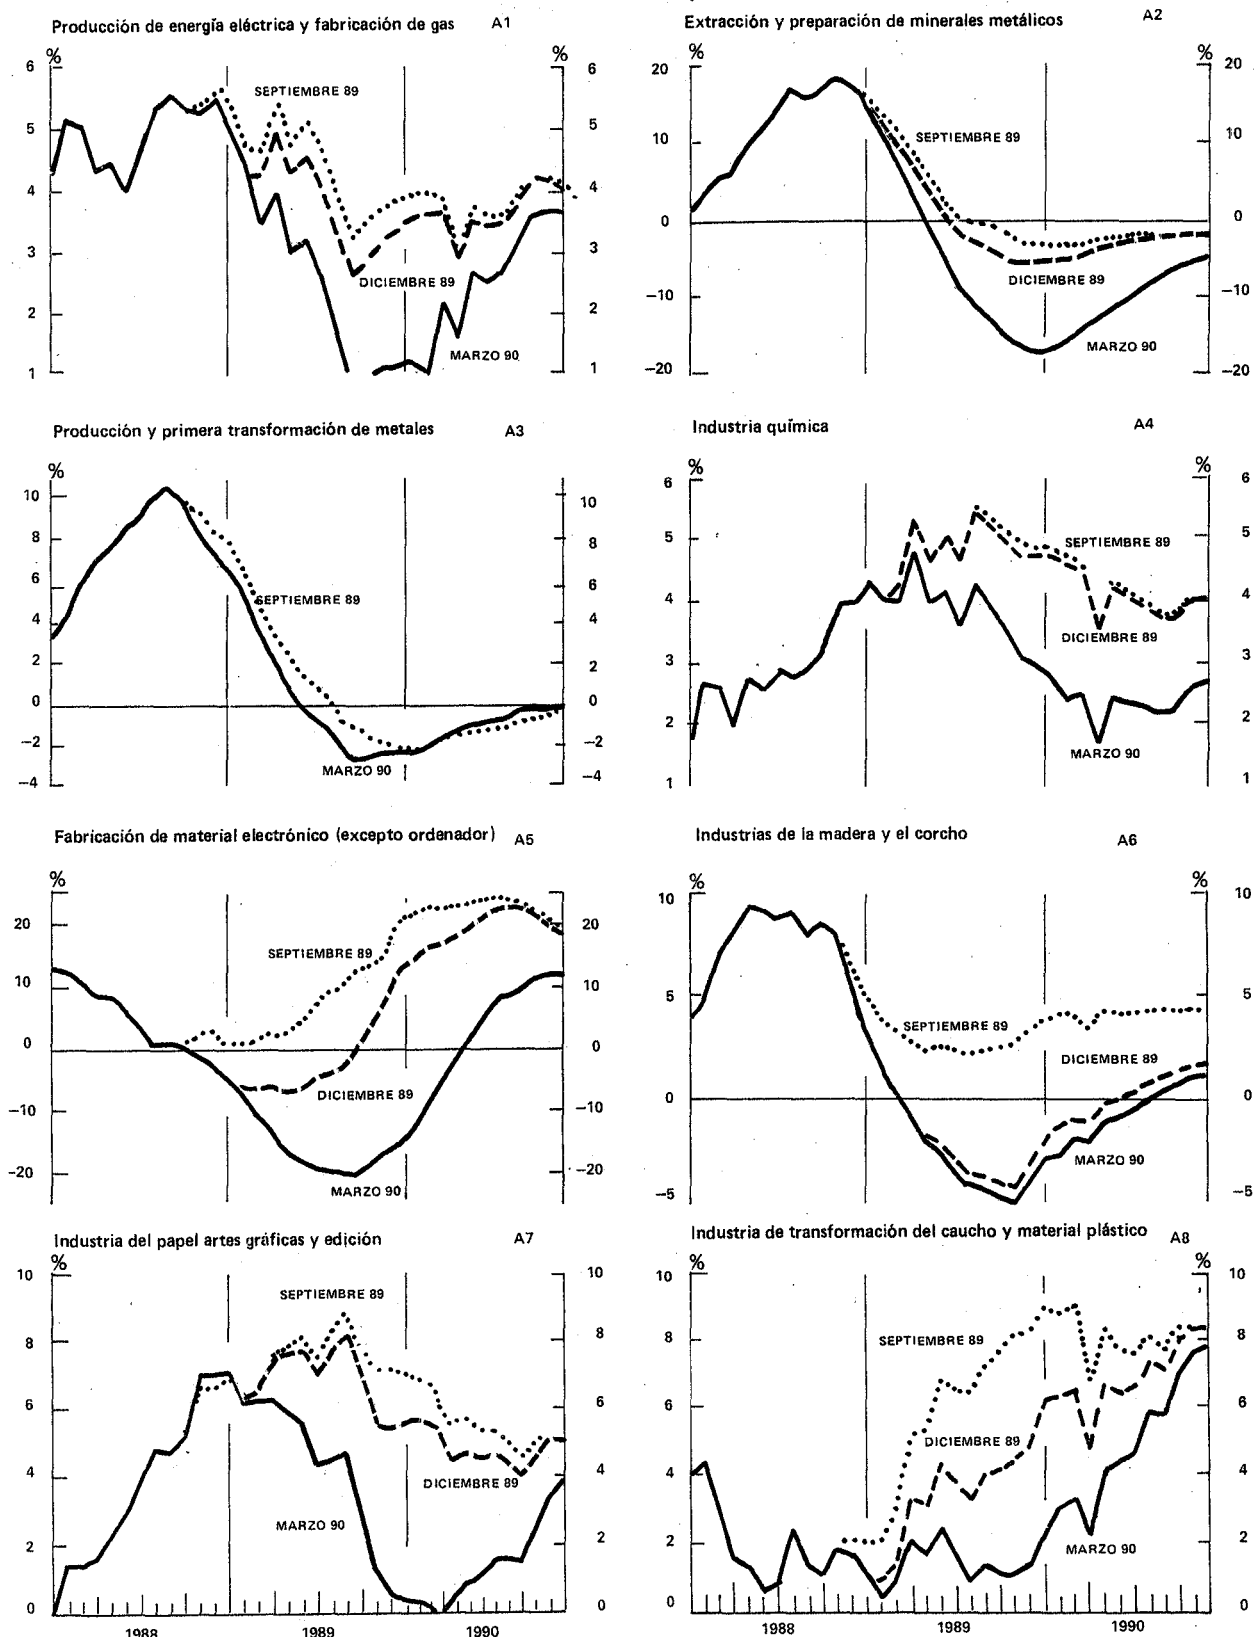 Producción de energía eléctrica y fabricación de gas A1
% %
6 6
5 5
4 4
3 3
2 2
1 1
SEPTIEMBRE 89
DICIEMBRE 89
MARZO 90
Extracción y preparación de minerales metálicos A2
% %
20 20
10 10
0 0
−10 −10
−20 −20
SEPTIEMBRE 89
DICIEMBRE 89
MARZO 90
Producción y primera transformación de metales A3
%
10 10
8 8
6 6
4 4
2 2
0 0
−2 −2
−4 −4
SEPTIEMBRE 89
MARZO 90
Industria química A4
% %
6 6
5 5
4 4
3 3
2 2
1 1
SEPTIEMBRE 89
DICIEMBRE 89
MARZO 90
Fabricación de material electrónico (excepto ordenador) A5
%
20 20
10 10
0 0
−10 −10
−20 −20
SEPTIEMBRE 89
DICIEMBRE 89
MARZO 90
Industrias de la madera y el corcho A6
% %
10 10
5 5
0 0
−5 −5
SEPTIEMBRE 89
DICIEMBRE 89
MARZO 90
Industria del papel artes gráficas y edición A7
%
10 10
8 8
6 6
4 4
2 2
0 0
SEPTIEMBRE 89
DICIEMBRE 89
MARZO 90
1988 1989 1990
Industria de transformación del caucho y material plástico A8
% %
10 10
8 8
6 6
4 4
2 2
0 0
SEPTIEMBRE 89
DICIEMBRE 89
MARZO 90
1988 1989 1990